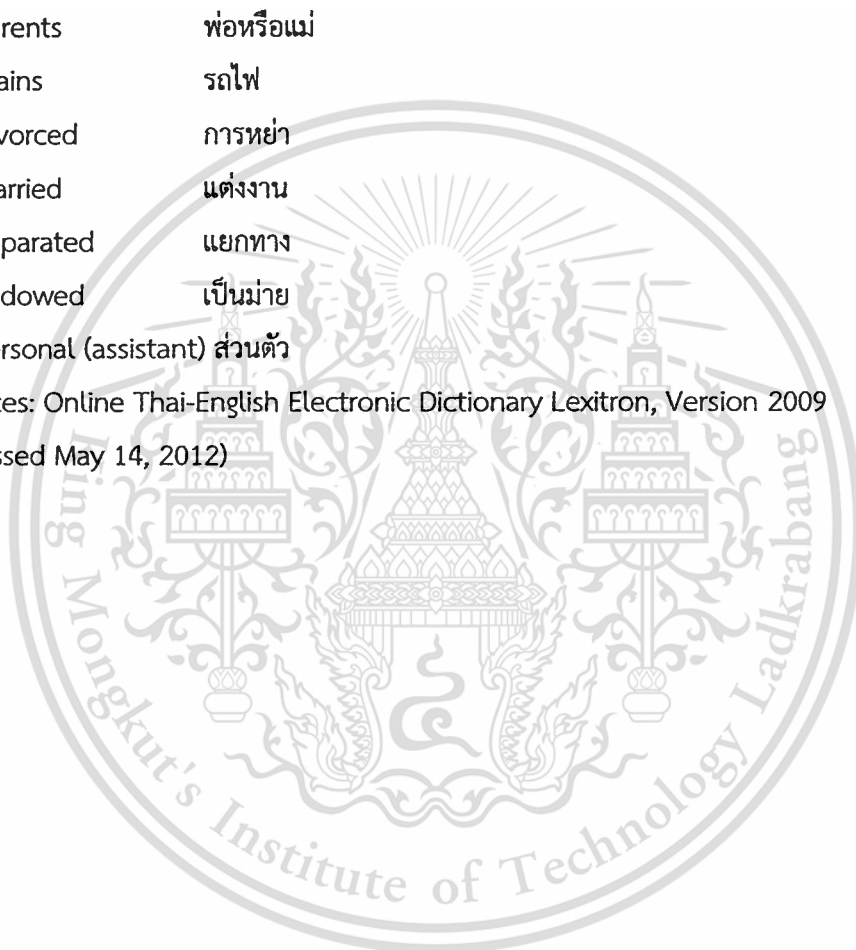 rents พ่อหรือแม่
ains รถไฟ
vorced การหย่า
arried แต่งงาน
parated แยกทาง
dowed เป็นม่าย
ersonal (assistant) ส่วนตัว
ces: Online Thai-English Electronic Dictionary Lexitron, Version 2009
ssed May 14, 2012)
King Mongkut's Institute of Technology Ladkrabang